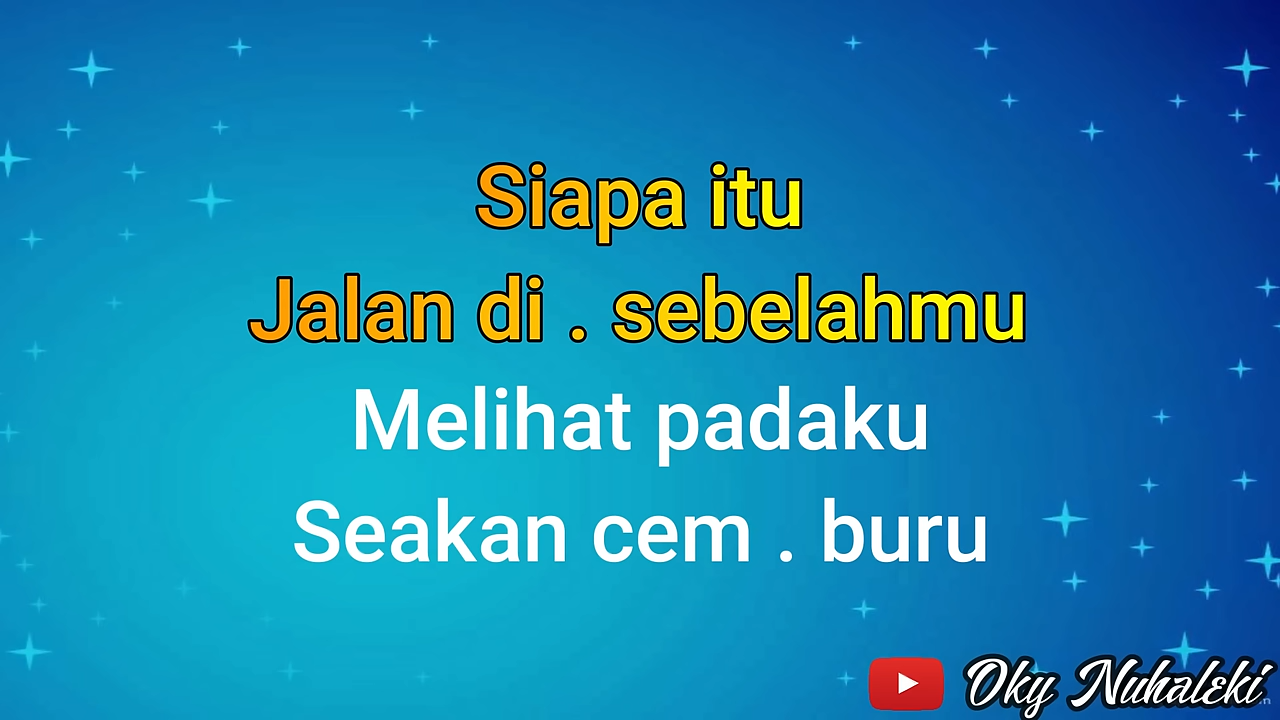 Siapa itu
Jalan di . sebelahmu
Melihat padaku
Seakan cem . buru
Oky Nuhaleki